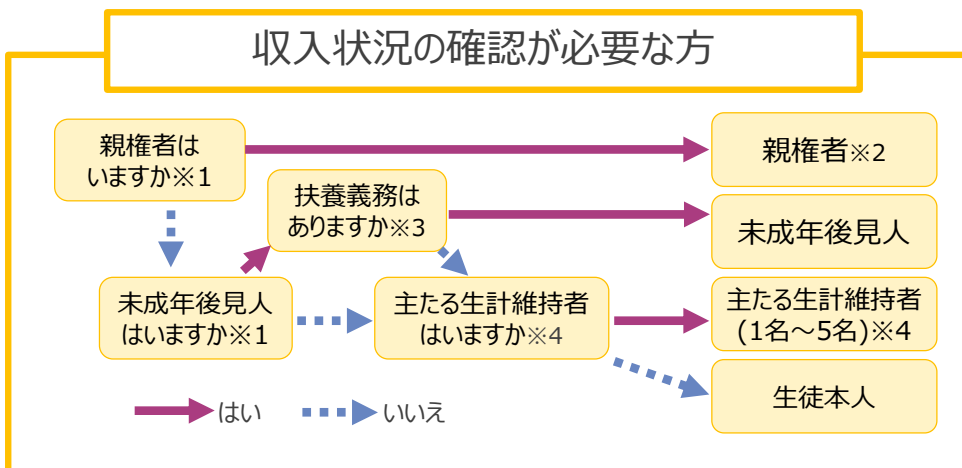 収入状況の確認が必要な方
親権者は
いますか※1
親権者※2
扶養義務は
ありますか※3
未成年後見人
未成年後見人
はいますか※1
主たる生計維持者
はいますか※4
主たる生計維持者
(1名～5名)※4
生徒本人
はい
いいえ